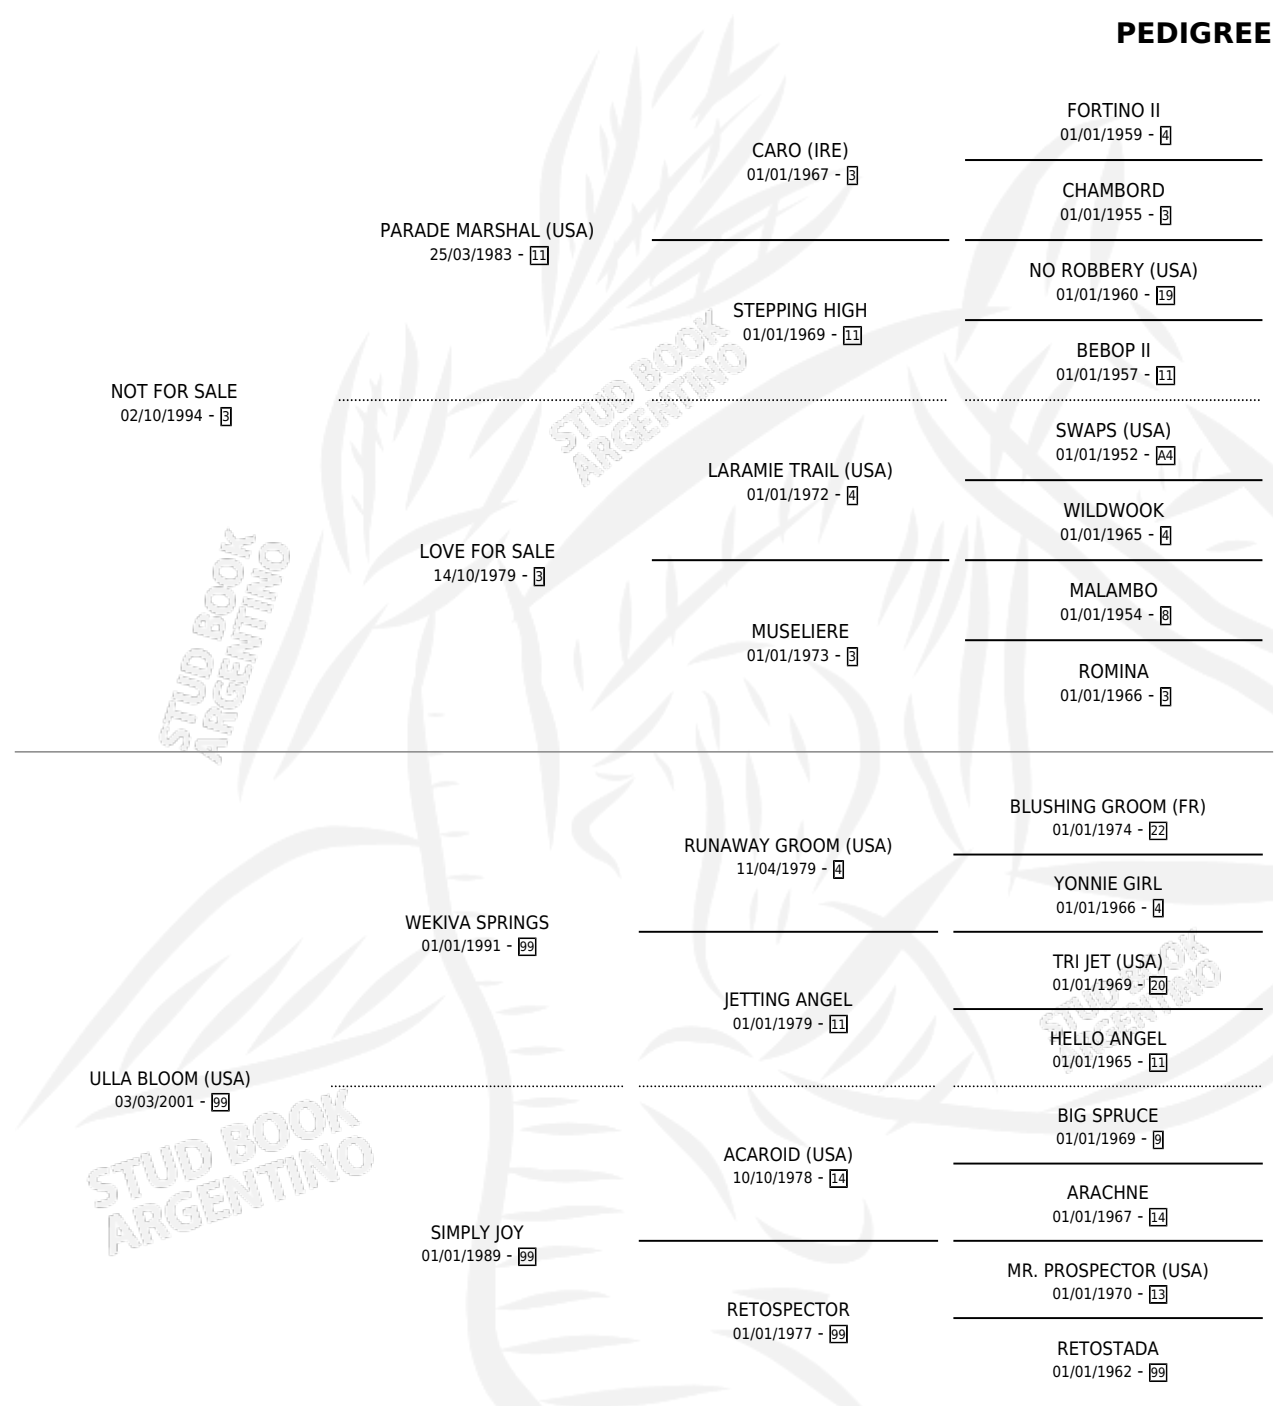 PEDIGREE
FORTINO II
01/01/1959 - 4
CARO (IRE)
01/01/1967 - 3
CHAMBORD
01/01/1955 - 3
PARADE MARSHAL (USA)
25/03/1983 - 11
NO ROBBERY (USA)
01/01/1960 - 19
STEPPING HIGH
01/01/1969 - 11
BEBOP II
01/01/1957 - 11
NOT FOR SALE
02/10/1994 - 3
STUD BOOK
ARGENTINO
SWAPS (USA)
01/01/1952 - A4
LARAMIE TRAIL (USA)
01/01/1972 - 4
WILDWOOK
01/01/1965 - 4
LOVE FOR SALE
14/10/1979 - 3
MALAMBO
01/01/1954 - 8
MUSELIERE
01/01/1973 - 3
ROMINA
01/01/1966 - 3
STUD BOOK
ARGENTINO
BLUSHING GROOM (FR)
01/01/1974 - 22
RUNAWAY GROOM (USA)
11/04/1979 - 4
YONNIE GIRL
01/01/1966 - 4
WEKIVA SPRINGS
01/01/1991 - 99
TRI JET (USA)
01/01/1969 - 20
JETTING ANGEL
01/01/1979 - 11
STUD BOOK
ARGENTINO
HELLO ANGEL
01/01/1965 - 11
ULLA BLOOM (USA)
03/03/2001 - 99
STUD BOOK
ARGENTINO
BIG SPRUCE
01/01/1969 - 9
ACAROID (USA)
10/10/1978 - 14
ARACHNE
01/01/1967 - 14
SIMPLY JOY
01/01/1989 - 99
MR. PROSPECTOR (USA)
01/01/1970 - 13
RETOSPECTOR
01/01/1977 - 99
RETOSTADA
01/01/1962 - 99